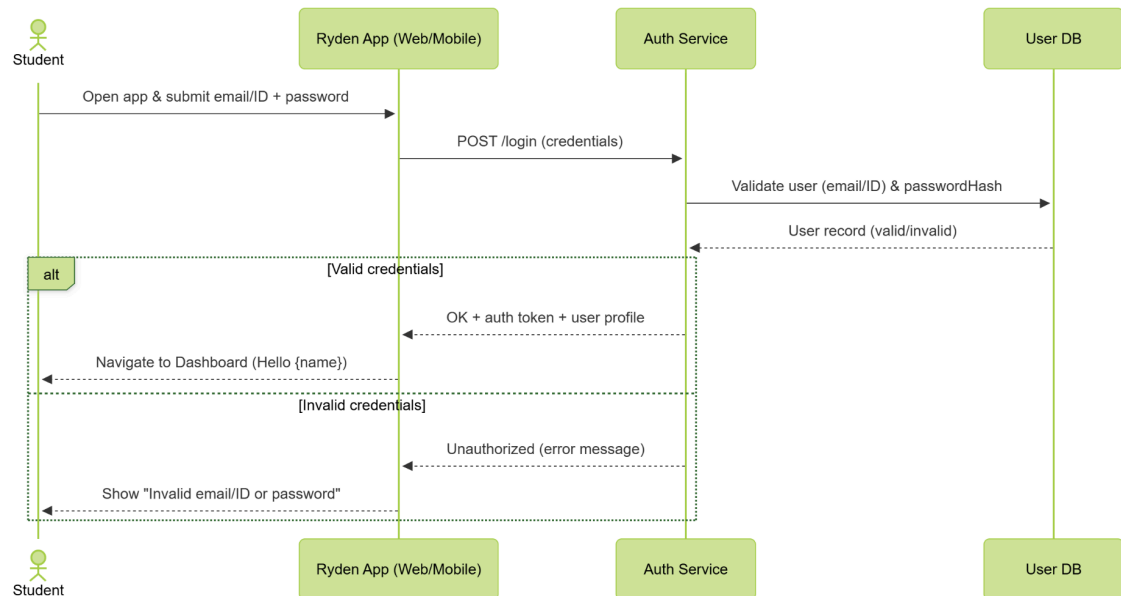 Student
Ryden App (Web/Mobile)
Auth Service
User DB
Open app & submit email/ID + password
POST /login (credentials)
Validate user (email/ID) & passwordHash
User record (valid/invalid)
alt
[Valid credentials]
OK + auth token + user profile
Navigate to Dashboard (Hello {name})
[Invalid credentials]
Unauthorized (error message)
Show "Invalid email/ID or password"
Student
Ryden App (Web/Mobile)
Auth Service
User DB